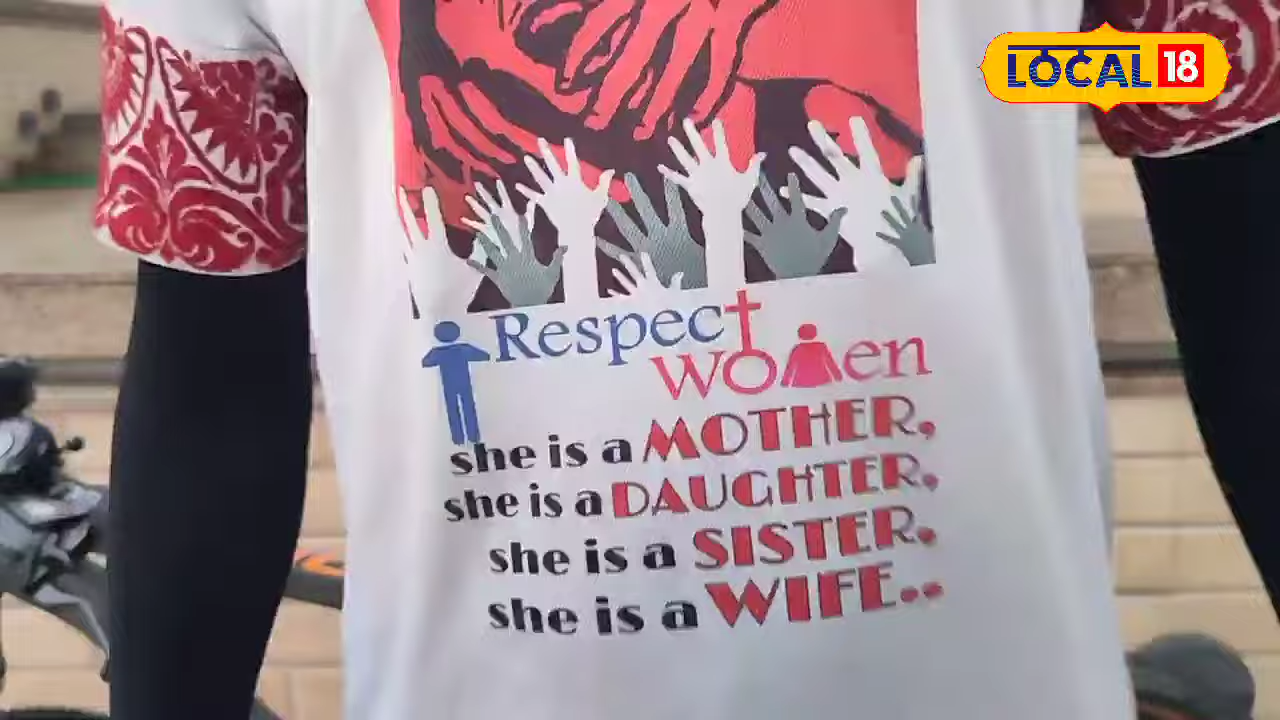 LOCAL 18
Respect
women
she is a MOTHER,
she is a DAUGHTER,
she is a SISTER,
she is a WIFE..